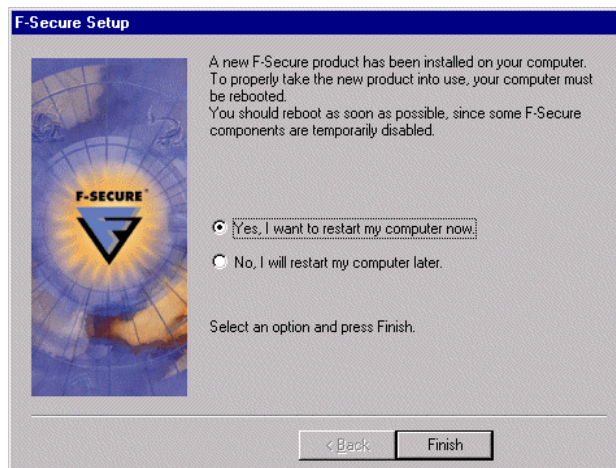 F-Secure Setup
A new F-Secure product has been installed on your computer.
To properly take the new product into use, your computer must
be rebooted.
You should reboot as soon as possible, since some F-Secure
components are temporarily disabled.
F-SECURE®
Yes, I want to restart my computer now.
No, I will restart my computer later.
Select an option and press Finish.
< Back
Finish